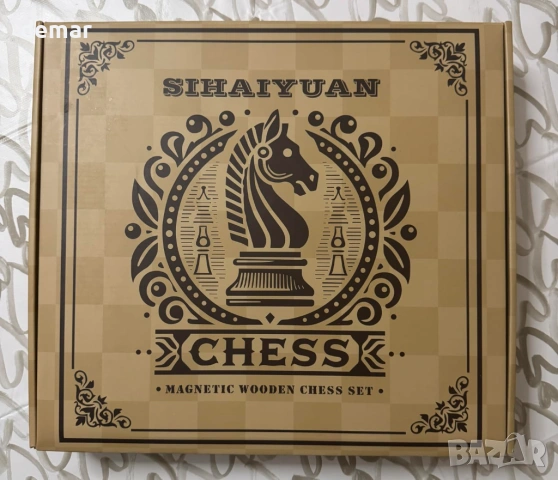 emar
SIHAIYUAN
CHESS
• MAGNETIC WOODEN CHESS SET •
BAZAR